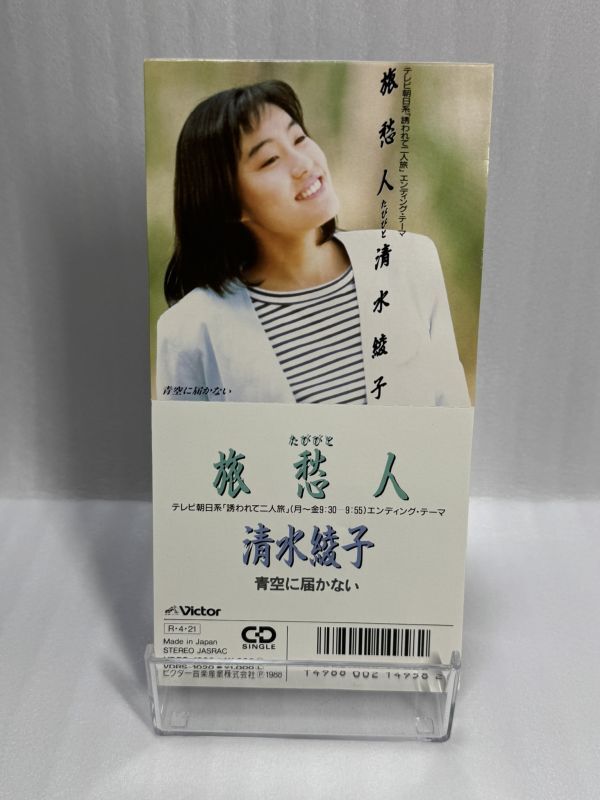 テレビ朝日系「誘われて二人旅」エンディング・テーマ
旅愁人
たびびと
清水綾子
青空に届かない
たびびと
旅愁人
テレビ朝日系「誘われて二人旅」(月〜金9:30−9:55)エンディング・テーマ
清水綾子
青空に届かない
Victor
R・4・21
Made in Japan
STEREO JASRAC
CD
SINGLE
VDRS-1020 ¥1,000
ビクター音楽産業株式会社 Ⓟ1988